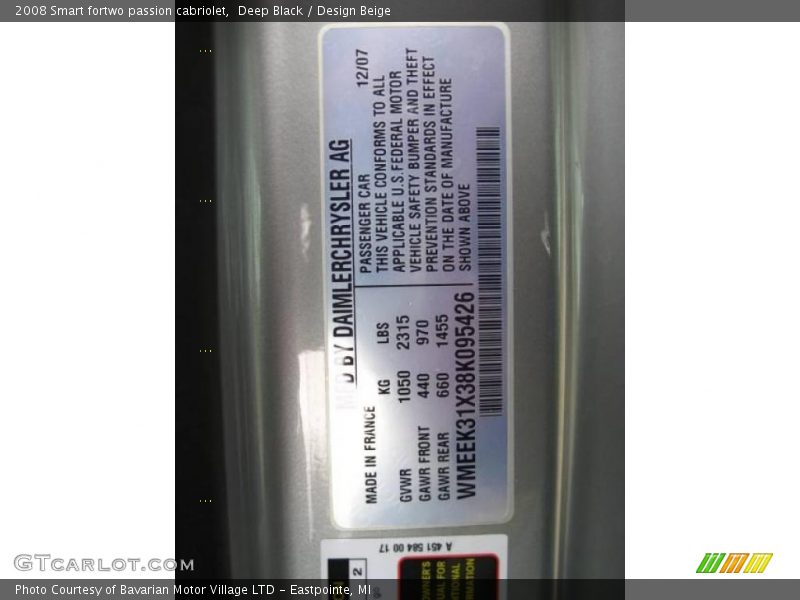 2008 Smart fortwo passion cabriolet,  Deep Black / Design Beige
MFD BY DAIMLERCHRYSLER AG
MADE IN FRANCE
KG LBS
GVWR 1050 2315
GAWR FRONT 440 970
GAWR REAR 660 1455
PASSENGER CAR 12/07
THIS VEHICLE CONFORMS TO ALL
APPLICABLE U.S.FEDERAL MOTOR
VEHICLE SAFETY BUMPER AND THEFT
PREVENTION STANDARDS IN EFFECT
ON THE DATE OF MANUFACTURE
SHOWN ABOVE
WMEEK31X38K095426
A 451 584 00 17
2
GTCARLOT.COM
Photo Courtesy of Bavarian Motor Village LTD - Eastpointe, MI